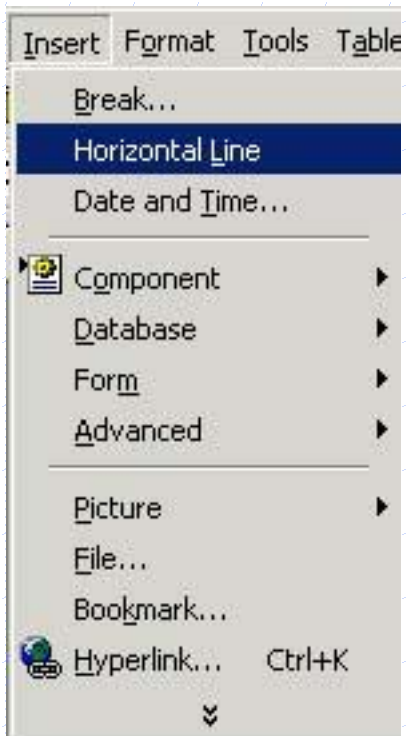 Insert Format Tools Table
Break...
Horizontal Line
Date and Time...
Component
Database
Form
Advanced
Picture
File...
Bookmark...
Hyperlink... Ctrl+K